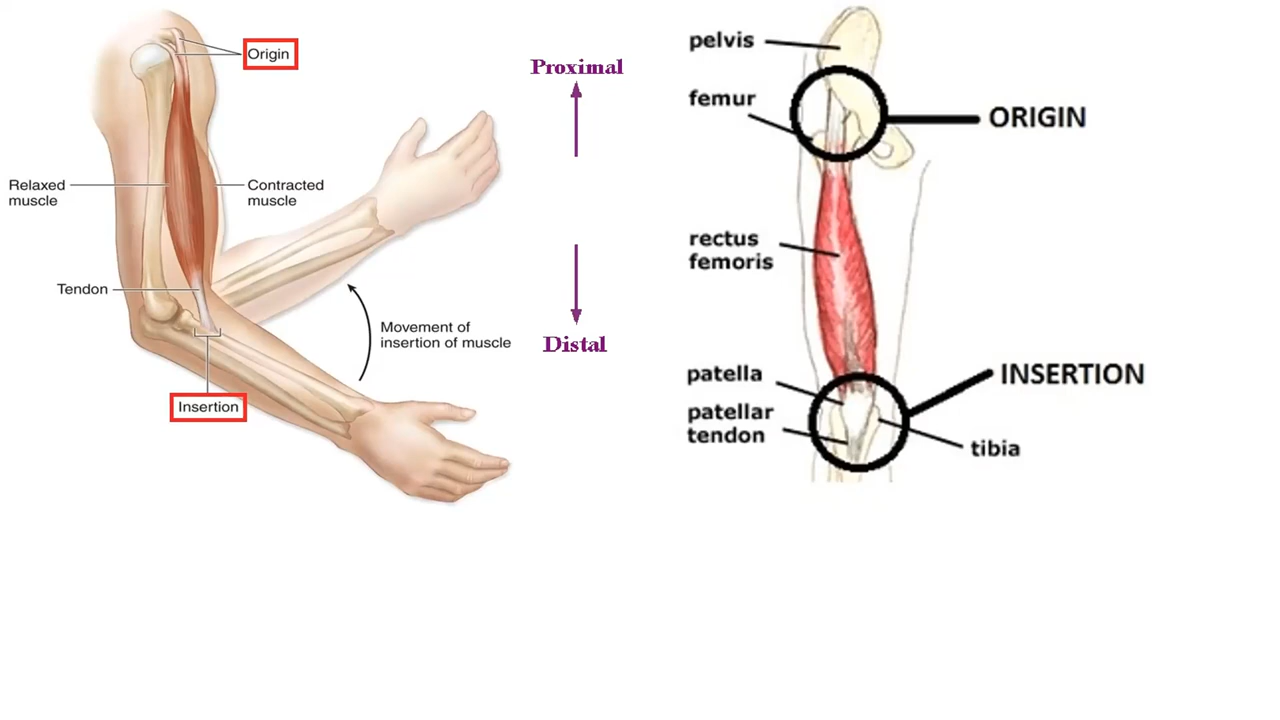 Origin
Relaxed
muscle
Contracted
muscle
Tendon
Movement of
insertion of muscle
Insertion
Proximal
Distal
pelvis
femur
ORIGIN
rectus
femoris
patella
INSERTION
patellar
tendon
tibia